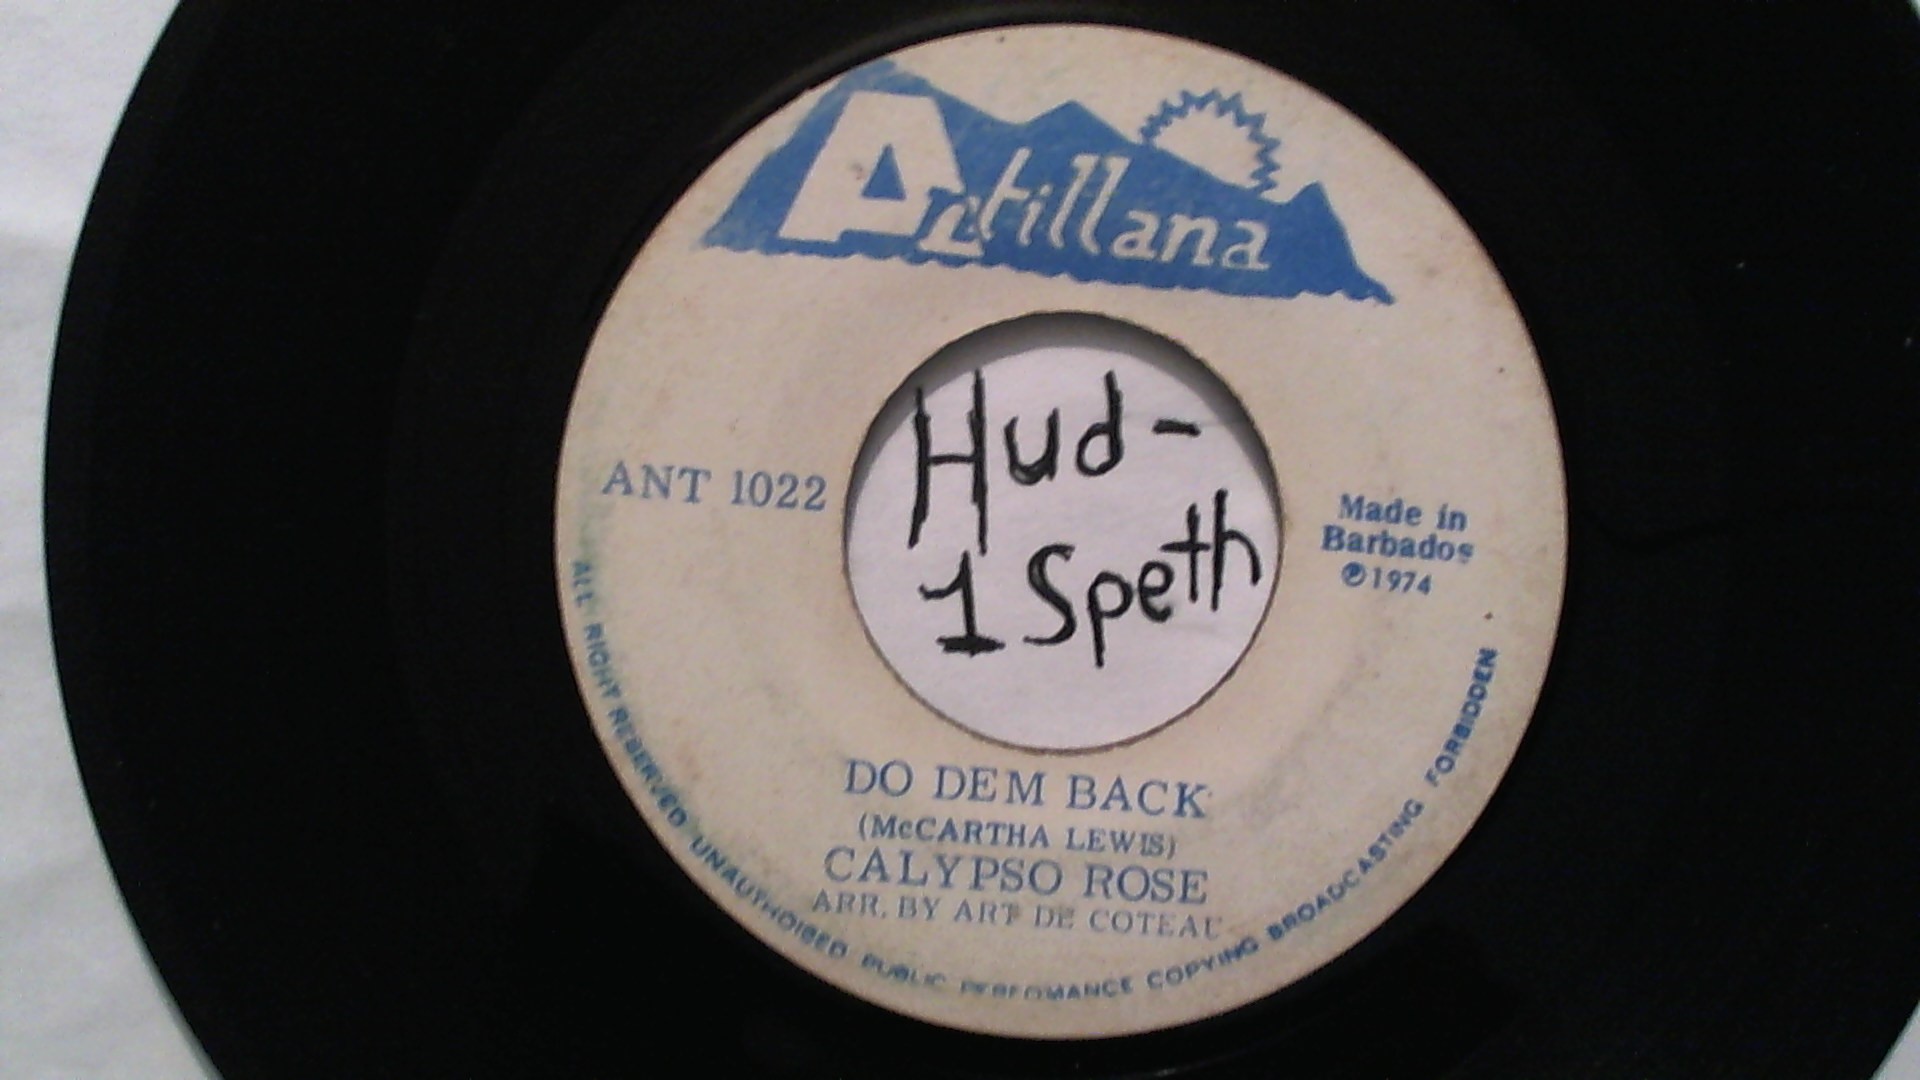 Antillana
Hud-
1 Speth
ANT 1022
Made in
Barbados
℗1974
DO DEM BACK
(McCARTHA LEWIS)
CALYPSO ROSE
ARR. BY ART DE COTEAU
ALL RIGHT RESERVED UNAUTHORISED PUBLIC PERFOMANCE COPYING BROADCASTING FORBIDDEN